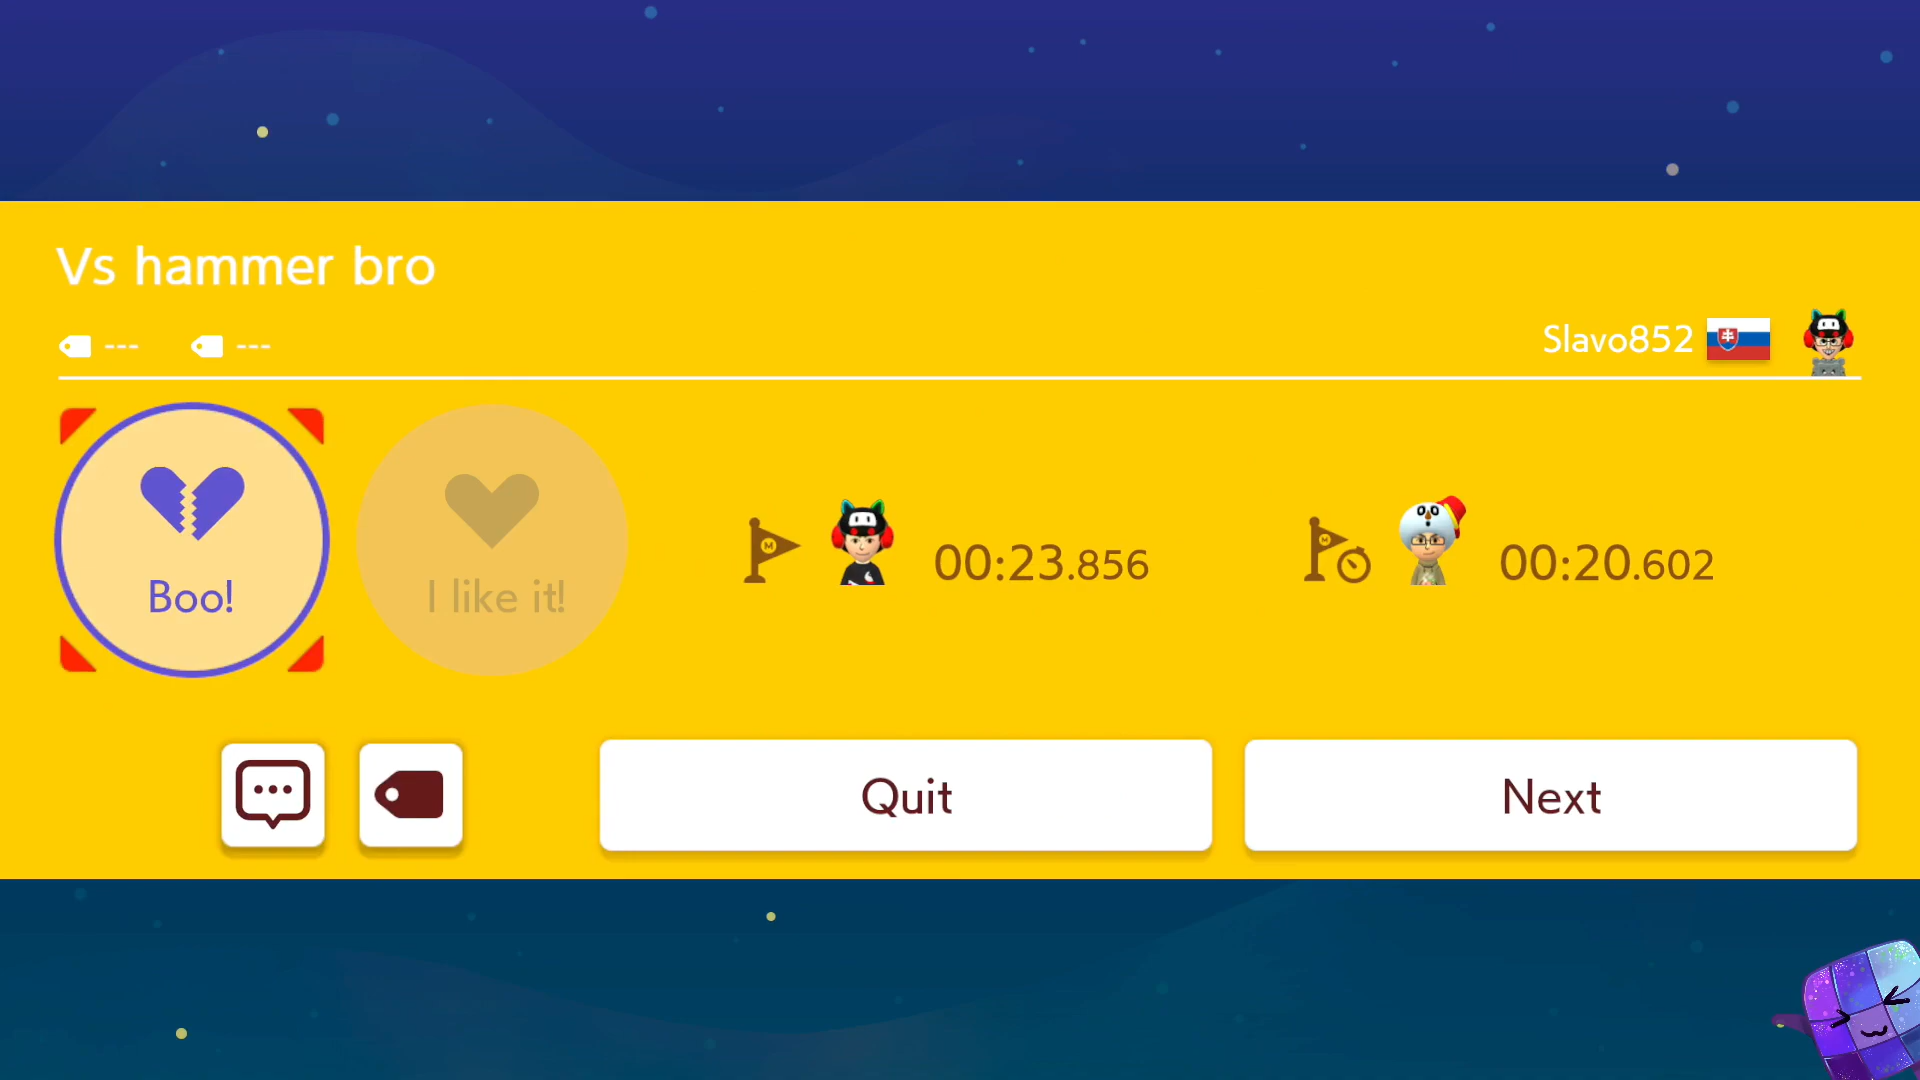 Vs hammer bro
--- ---
Slavo852
Boo!
I like it!
M
00:23.856
M
00:20.602
Quit
Next